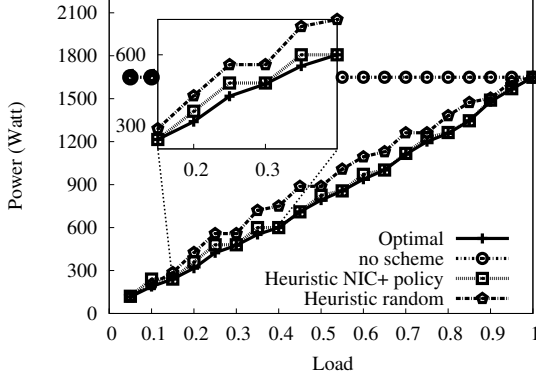 2100
1800
1500
1200
900
600
300
0
Power (Watt)
600
300
0.2
0.3
Optimal
no scheme
Heuristic NIC+ policy
Heuristic random
0 0.1 0.2 0.3 0.4 0.5 0.6 0.7 0.8 0.9 1
Load